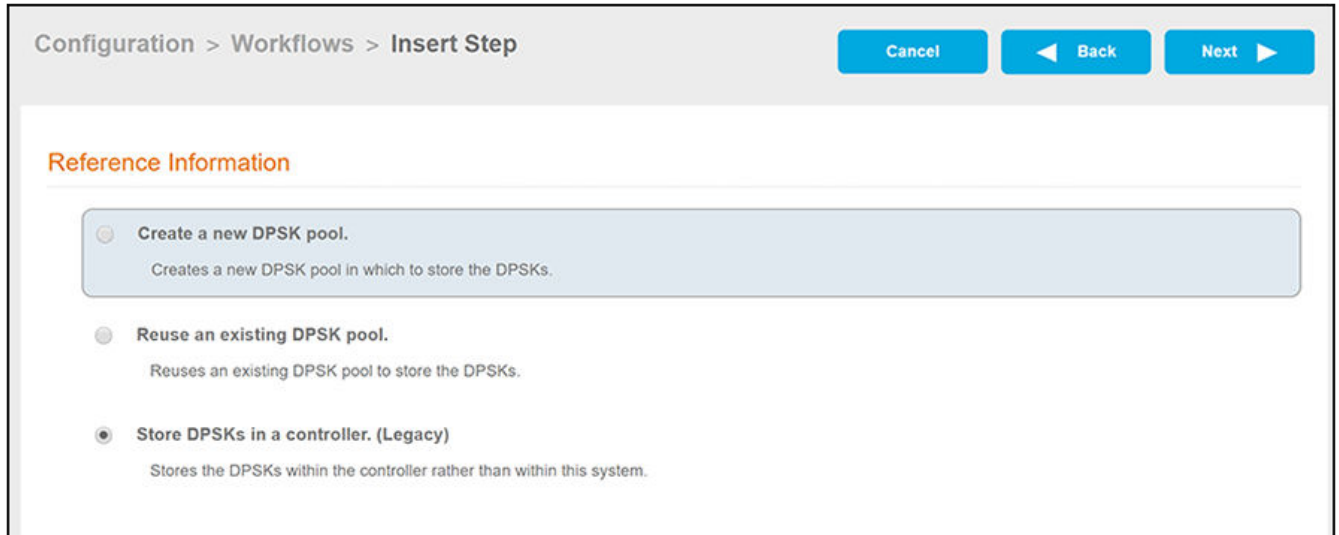 Configuration > Workflows > Insert Step
Cancel
Back
Next
Reference Information
Create a new DPSK pool.
Creates a new DPSK pool in which to store the DPSKs.
Reuse an existing DPSK pool.
Reuses an existing DPSK pool to store the DPSKs.
Store DPSKs in a controller. (Legacy)
Stores the DPSKs within the controller rather than within this system.